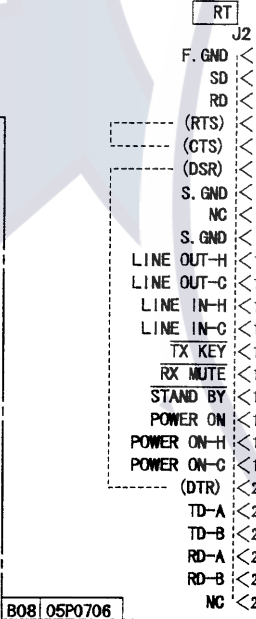 RT
J2
F. GND
SD
RD
(RTS)
(CTS)
(DSR)
S. GND
NC
S. GND
LINE OUT-H
LINE OUT-C
LINE IN-H
LINE IN-C
TX KEY
RX MUTE
STAND BY
POWER ON
POWER ON-H
POWER ON-C
(DTR)
TD-A
TD-B
RD-A
RD-B
NC
B08 05P0706